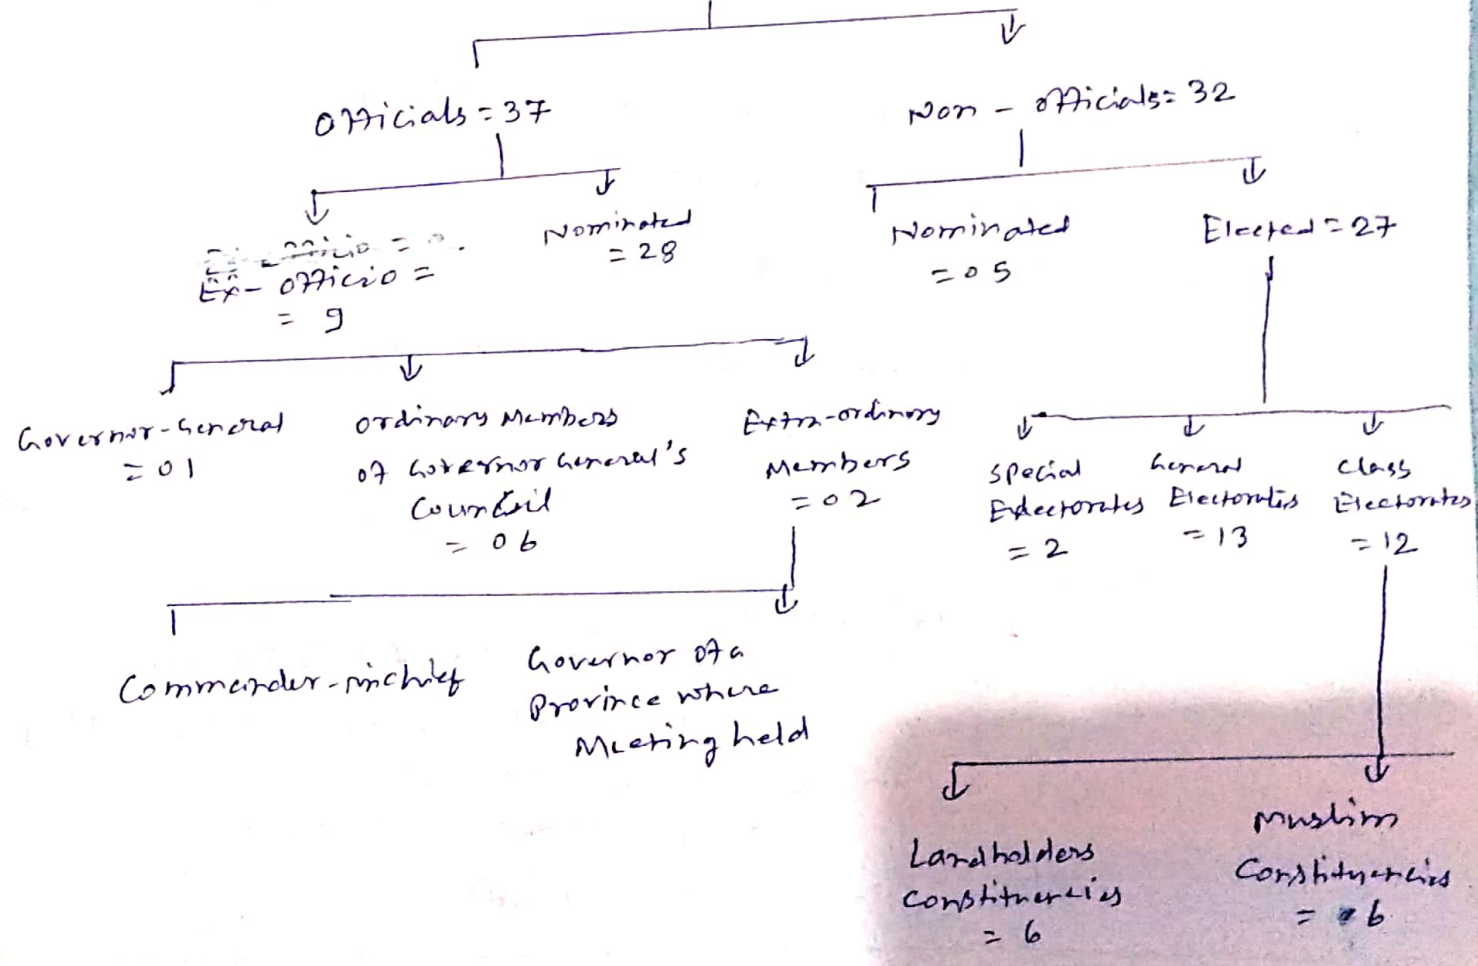 Officials = 37
Non - officials = 32
Ex-officio =
= 9
Nominated
= 28
Nominated
= 05
Elected = 27
Governor-General
= 01
ordinary Members
of Governor General's
Council
= 06
Extra-ordinary
Members
= 02
Special
Electorates
= 2
General
Electorates
= 13
Class
Electorates
= 12
Commander-inchief
Governor of a
Province where
Meeting held
Landholders
Constituencies
= 6
Muslim
Constituencies
= 6